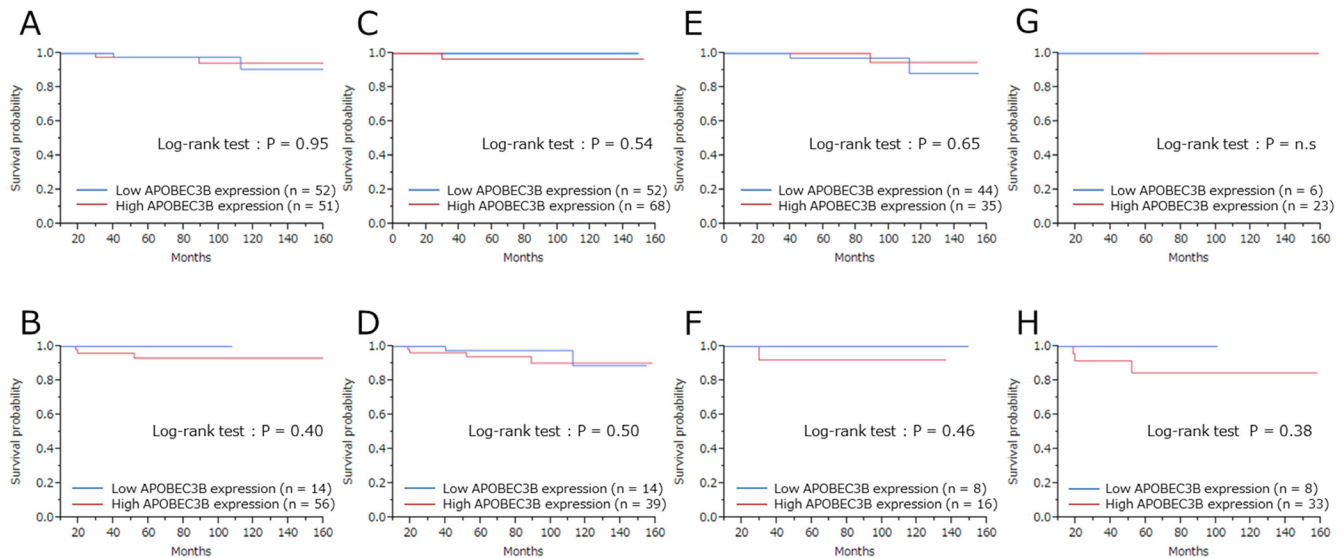 A
Survival probability
1.0
0.8
0.6
0.4
0.2
0.0
Log-rank test : P = 0.95
Low APOBEC3B expression (n = 52)
High APOBEC3B expression (n = 51)
20 40 60 80 100 120 140 160
Months
C
Survival probability
1.0
0.8
0.6
0.4
0.2
0.0
Log-rank test : P = 0.54
Low APOBEC3B expression (n = 52)
High APOBEC3B expression (n = 68)
0 20 40 60 80 100 120 140 160
Months
E
Survival probability
1.0
0.8
0.6
0.4
0.2
0.0
Log-rank test : P = 0.65
Low APOBEC3B expression (n = 44)
High APOBEC3B expression (n = 35)
0 20 40 60 80 100 120 140 160
Months
G
Survival probability
1.0
0.8
0.6
0.4
0.2
0.0
Log-rank test : P = n.s
Low APOBEC3B expression (n = 6)
High APOBEC3B expression (n = 23)
20 40 60 80 100 120 140 160
Months
B
Survival probability
1.0
0.8
0.6
0.4
0.2
0.0
Log-rank test : P = 0.40
Low APOBEC3B expression (n = 14)
High APOBEC3B expression (n = 56)
20 40 60 80 100 120 140 160
Months
D
Survival probability
1.0
0.8
0.6
0.4
0.2
0.0
Log-rank test : P = 0.50
Low APOBEC3B expression (n = 14)
High APOBEC3B expression (n = 39)
20 40 60 80 100 120 140 160
Months
F
Survival probability
1.0
0.8
0.6
0.4
0.2
0.0
Log-rank test : P = 0.46
Low APOBEC3B expression (n = 8)
High APOBEC3B expression (n = 16)
20 40 60 80 100 120 140 160
Months
H
Survival probability
1.0
0.8
0.6
0.4
0.2
0.0
Log-rank test P = 0.38
Low APOBEC3B expression (n = 8)
High APOBEC3B expression (n = 33)
20 40 60 80 100 120 140 160
Months